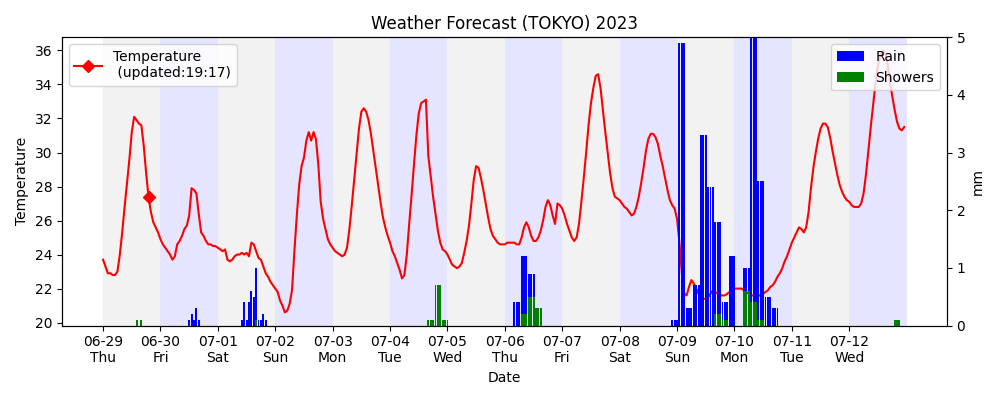 Weather Forecast (TOKYO) 2023
Temperature
(updated:19:17)
Rain
Showers
36
34
32
30
28
26
24
22
20
Temperature
5
4
3
2
1
0
mm
06-29 06-30 07-01 07-02 07-03 07-04 07-05 07-06 07-07 07-08 07-09 07-10 07-11 07-12
Thu Fri Sat Sun Mon Tue Wed Thu Fri Sat Sun Mon Tue Wed
Date